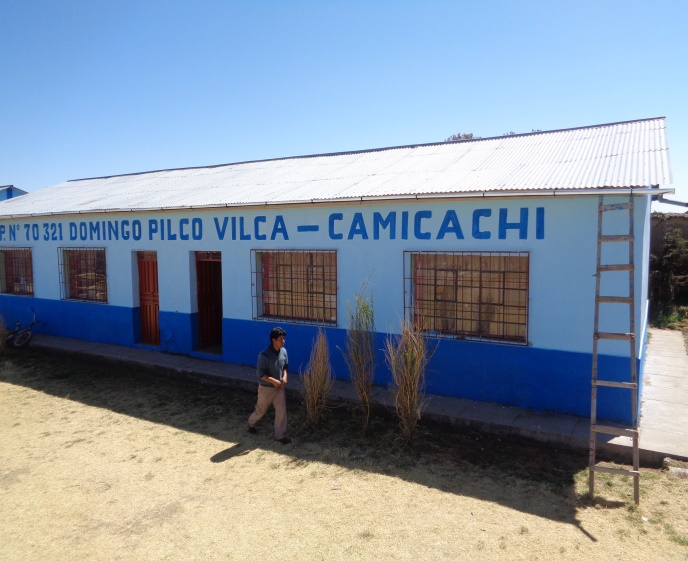 P. N° 70 321 DOMINGO PILCO VILCA — CAMICACHI